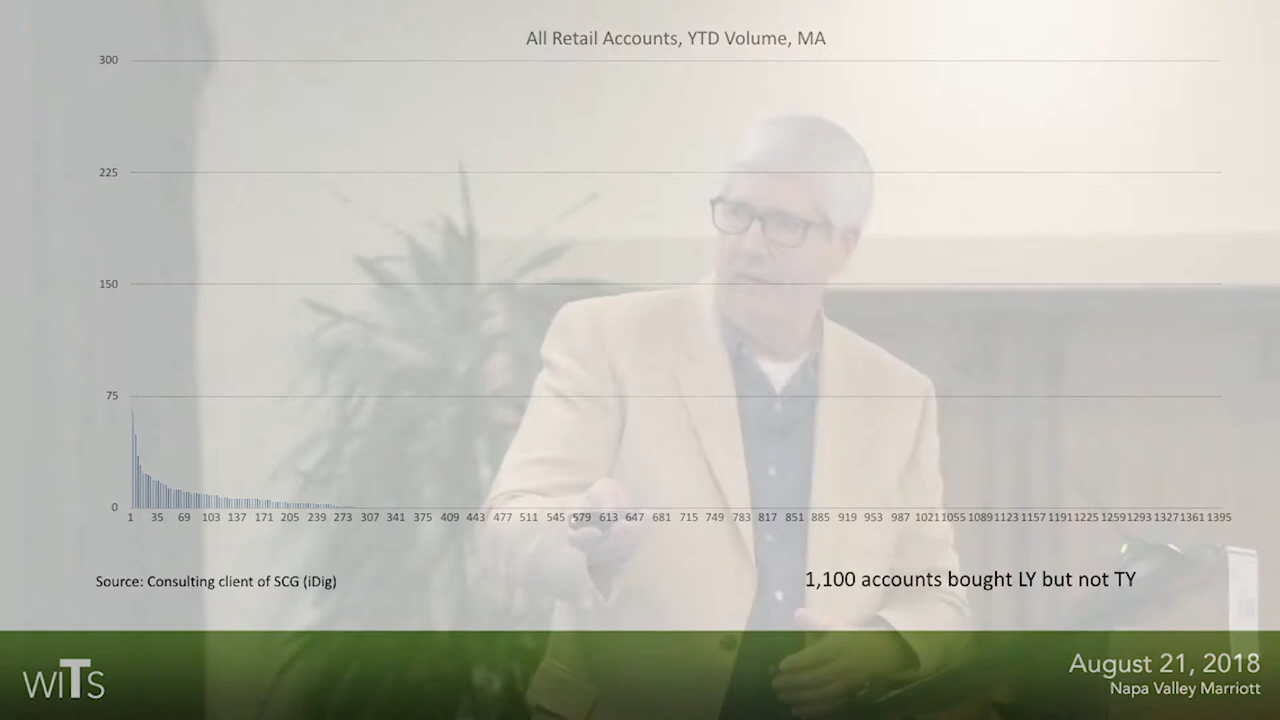 All Retail Accounts, YTD Volume, MA
300
225
150
75
0
1 35 69 103 137 171 205 239 273 307 341 375 409 443 477 511 545 579 613 647 681 715 749 783 817 851 885 919 953 987 1021 1055 1089 1123 1157 1191 1225 1259 1293 1327 1361 1395
Source: Consulting client of SCG (iDig)
1,100 accounts bought LY but not TY
WITS
August 21, 2018
Napa Valley Marriott